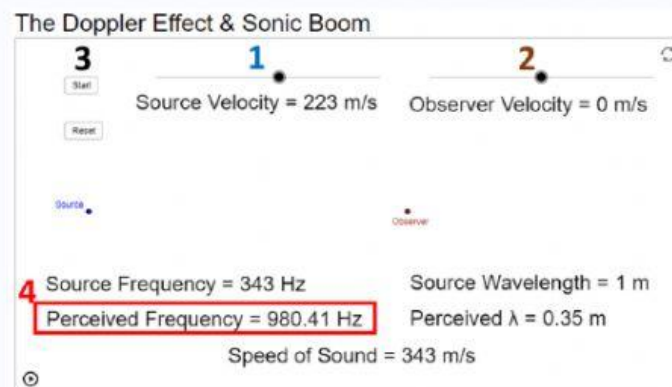 The Doppler Effect & Sonic Boom
3 1 2
Start
Source Velocity = 223 m/s Observer Velocity = 0 m/s
Reset
Source Observer
Source Frequency = 343 Hz Source Wavelength = 1 m
4
Perceived Frequency = 980.41 Hz Perceived λ = 0.35 m
Speed of Sound = 343 m/s